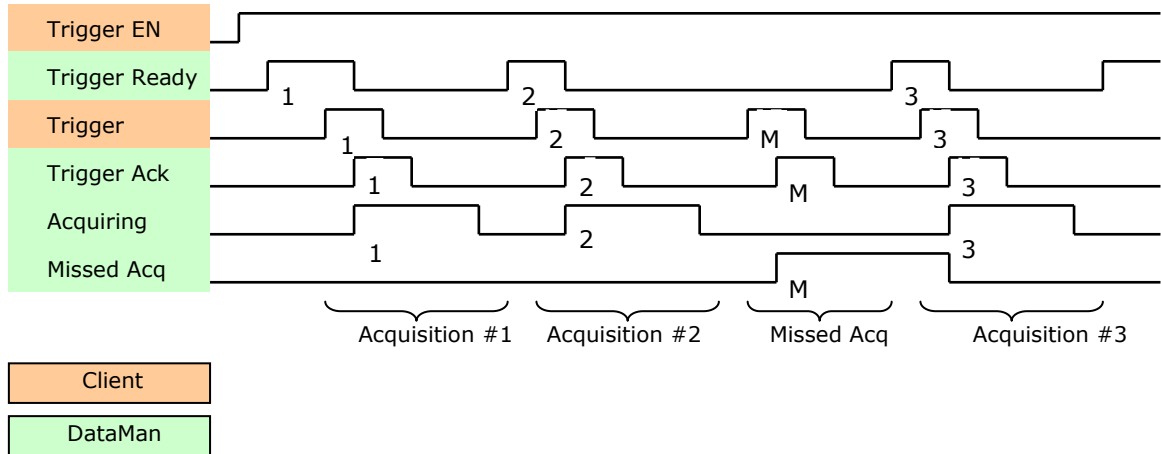 Trigger EN
Trigger Ready
1 2 3
Trigger
1 2 M 3
Trigger Ack
1 2 M 3
Acquiring
1 2 3
Missed Acq
M
Acquisition #1 Acquisition #2 Missed Acq Acquisition #3
Client
DataMan